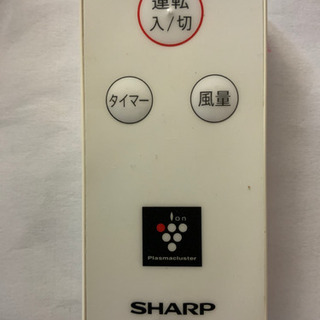 運転
入/切
タイマー 風量
Ion
Plasmacluster
SHARP